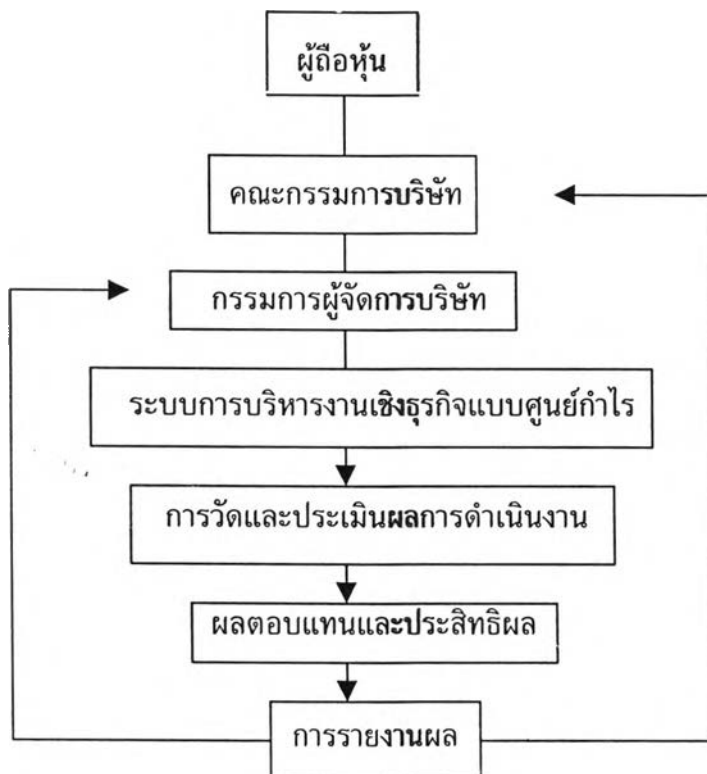 ผู้ถือหุ้น
คณะกรรมการบริษัท
กรรมการผู้จัดการบริษัท
ระบบการบริหารงานเชิงธุรกิจแบบศูนย์กำไร
การวัดและประเมินผลการดำเนินงาน
ผลตอบแทนและประสิทธิผล
การรายงานผล